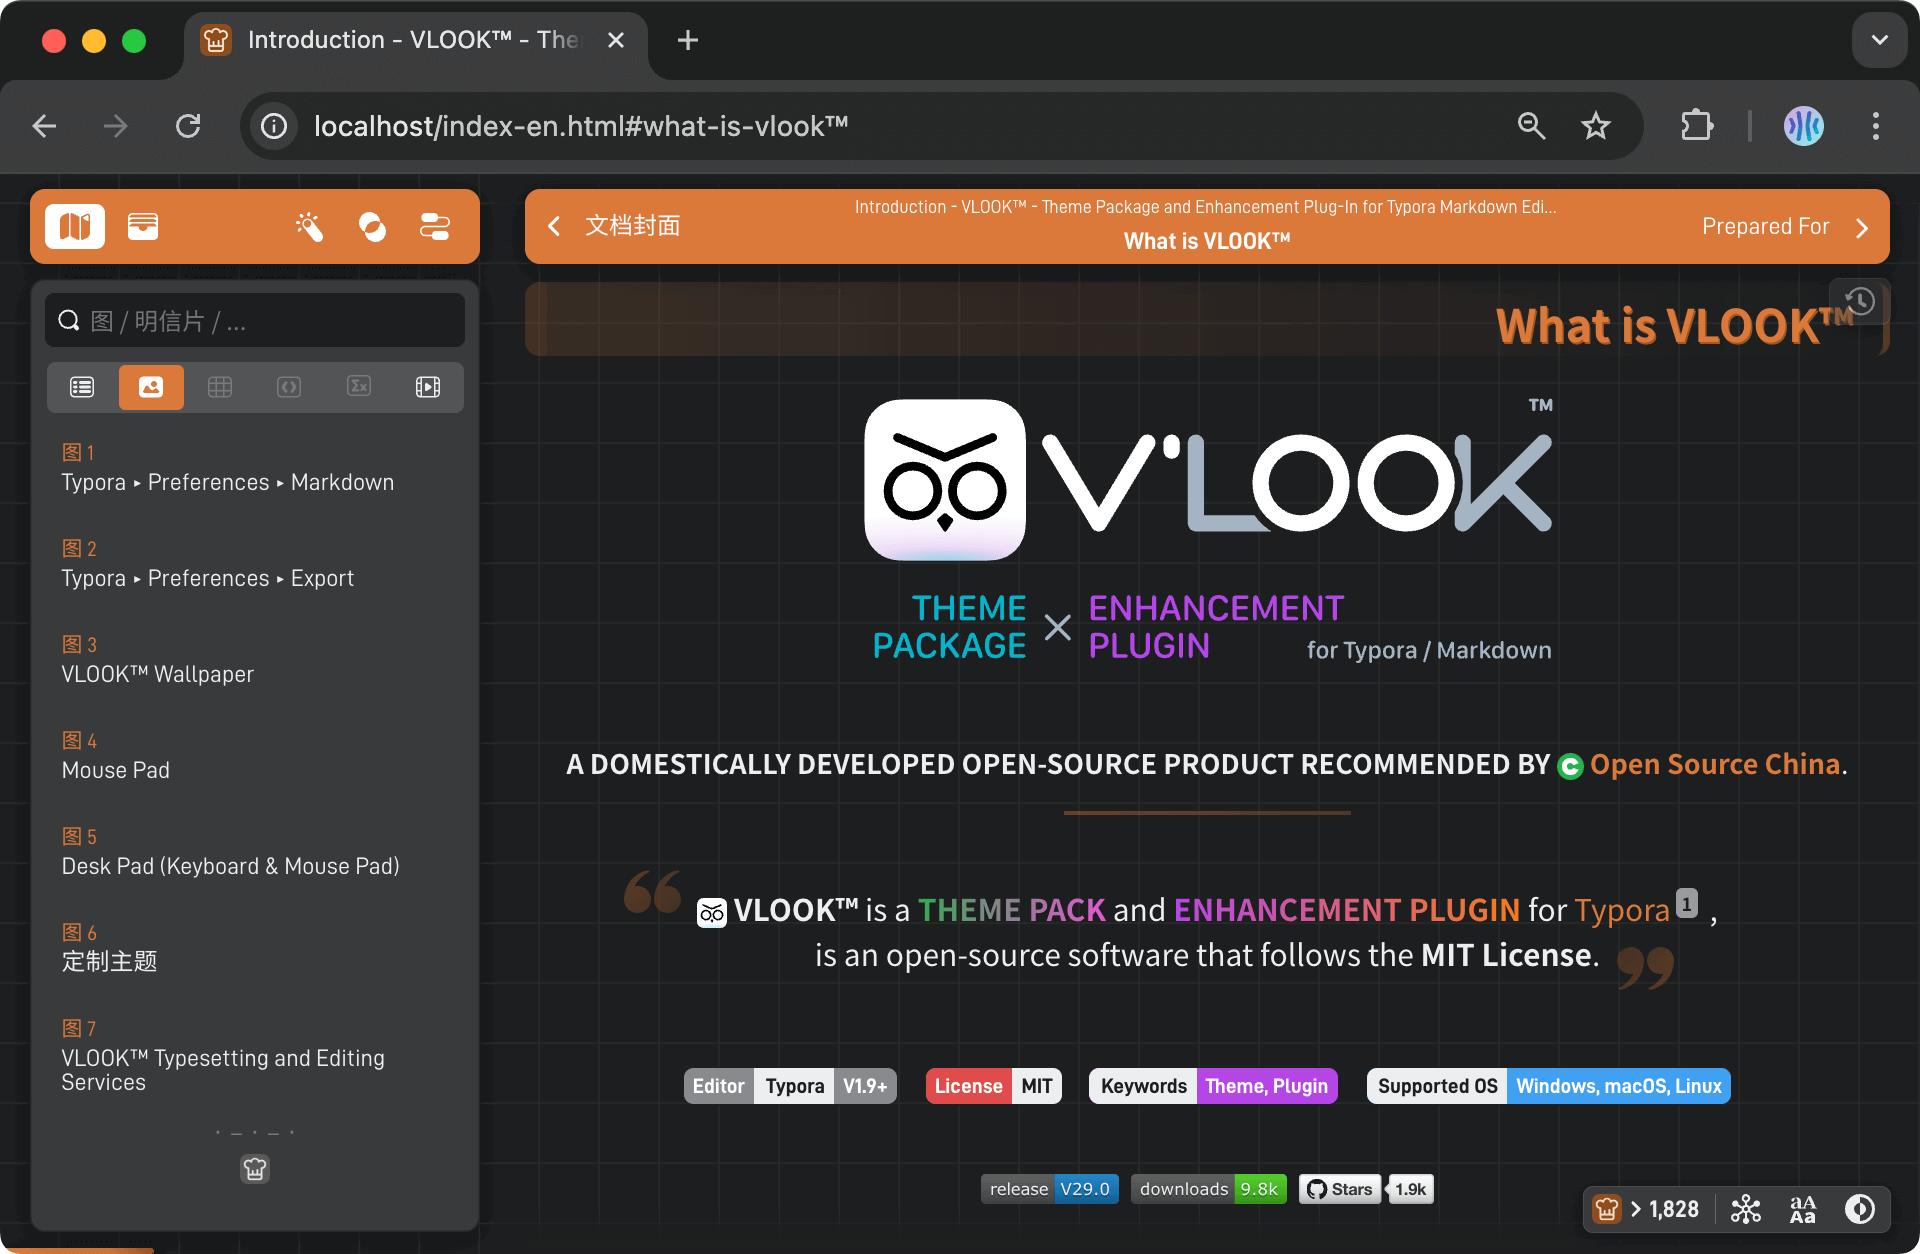 Introduction - VLOOK™ - The
localhost/index-en.html#what-is-vlook™
文档封面
Introduction - VLOOK™ - Theme Package and Enhancement Plug-In for Typora Markdown Edi...
What is VLOOK™
Prepared For
图 / 明信片 / ...
图 1
Typora ▸ Preferences ▸ Markdown
图 2
Typora ▸ Preferences ▸ Export
图 3
VLOOK™ Wallpaper
图 4
Mouse Pad
图 5
Desk Pad (Keyboard & Mouse Pad)
图 6
定制主题
图 7
VLOOK™ Typesetting and Editing
Services
What is VLOOK™
V'LOOK™
THEME
PACKAGE
×
ENHANCEMENT
PLUGIN
for Typora / Markdown
A DOMESTICALLY DEVELOPED OPEN-SOURCE PRODUCT RECOMMENDED BY C Open Source China.
“ VLOOK™ is a THEME PACK and ENHANCEMENT PLUGIN for Typora 1 ,
is an open-source software that follows the MIT License. ”
Editor Typora V1.9+
License MIT
Keywords Theme, Plugin
Supported OS Windows, macOS, Linux
release V29.0
downloads 9.8k
Stars 1.9k
> 1,828
aA
Aa